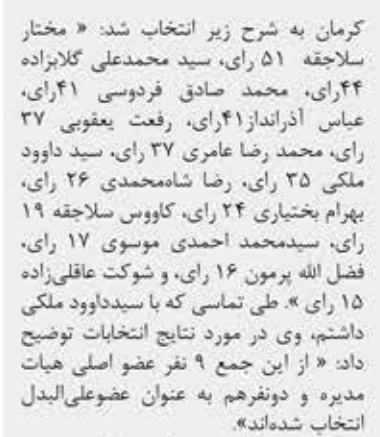 کرمان به شرح زیر انتخاب شد: « مختار
سلاجقه ۵۱ رای، سید محمدعلی گلابزاده
۴۴رای، محمد صادق فردوسی ۴۱رای،
عباس آذرانداز۴۱رای، رفعت یعقوبی ۳۷
رای، محمد رضا عامری ۳۷ رای، سید داوود
ملکی ۳۵ رای، رضا شاه‌محمدی ۲۶ رای،
بهرام بختیاری ۲۴ رای، کاووس سلاجقه ۱۹
رای، سیدمحمد احمدی موسوی ۱۷ رای،
فضل الله پرمون ۱۶ رای، و شوکت عاقلی‌زاده
۱۵ رای ». طی تماسی که با سیدداوود ملکی
داشتم، وی در مورد نتایج انتخابات توضیح
داد: « از این جمع ۹ نفر عضو اصلی هیات
مدیره و دونفرهم به عنوان عضوعلی‌البدل
انتخاب شده‌اند».